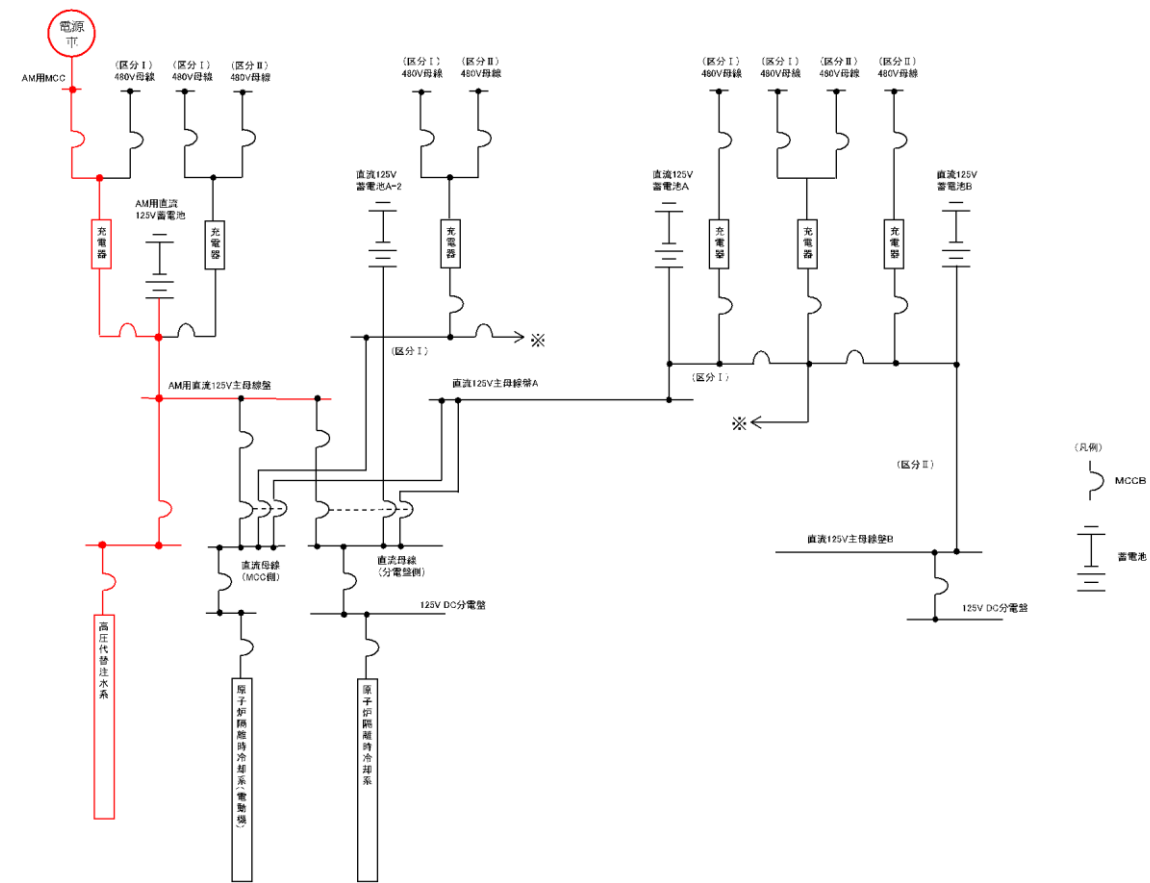 電源
車
AM用MCC
(区分Ⅰ)
480V母線
(区分Ⅰ)
480V母線
(区分Ⅱ)
480V母線
(区分Ⅰ)
480V母線
(区分Ⅱ)
480V母線
(区分Ⅰ)
480V母線
(区分Ⅰ)
480V母線
(区分Ⅱ)
480V母線
(区分Ⅱ)
480V母線
AM用直流
125V蓄電池
直流125V
蓄電池A-2
直流125V
蓄電池A
直流125V
蓄電池B
充電器
充電器
充電器
充電器
充電器
充電器
※
(区分Ⅰ)
(区分Ⅰ)
AM用直流125V主母線盤
直流125V主母線盤A
※
(区分Ⅱ)
(凡例)
MCCB
蓄電池
直流母線
(MCC側)
直流母線
(分電盤側)
直流125V主母線盤B
125V DC分電盤
125V DC分電盤
高圧代替注水系
原子炉隔離時冷却系(電動機)
原子炉隔離時冷却系